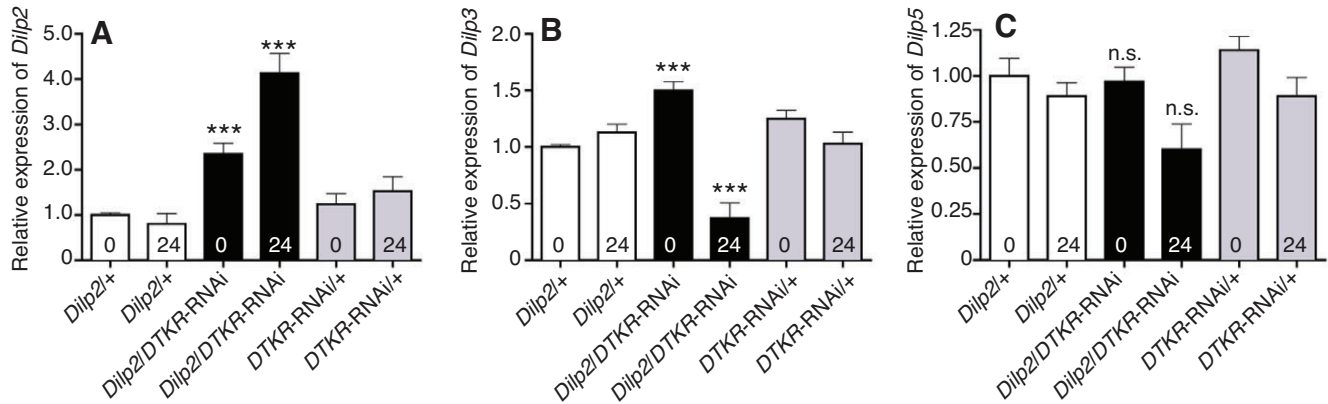 A
Relative expression of Dilp2
5.0
4.0
3.0
2.0
1.0
0
***
***
0
24
0
24
0
24
Dilp2/+
Dilp2/+
Dilp2/DTKR-RNAi
Dilp2/DTKR-RNAi
DTKR-RNAi/+
DTKR-RNAi/+
B
Relative expression of Dilp3
2.0
1.5
1.0
0.5
0
***
***
0
24
0
24
0
24
Dilp2/+
Dilp2/+
Dilp2/DTKR-RNAi
Dilp2/DTKR-RNAi
DTKR-RNAi/+
DTKR-RNAi/+
C
Relative expression of Dilp5
1.25
1.00
0.75
0.50
0.25
0
n.s.
n.s.
0
24
0
24
0
24
Dilp2/+
Dilp2/+
Dilp2/DTKR-RNAi
Dilp2/DTKR-RNAi
DTKR-RNAi/+
DTKR-RNAi/+